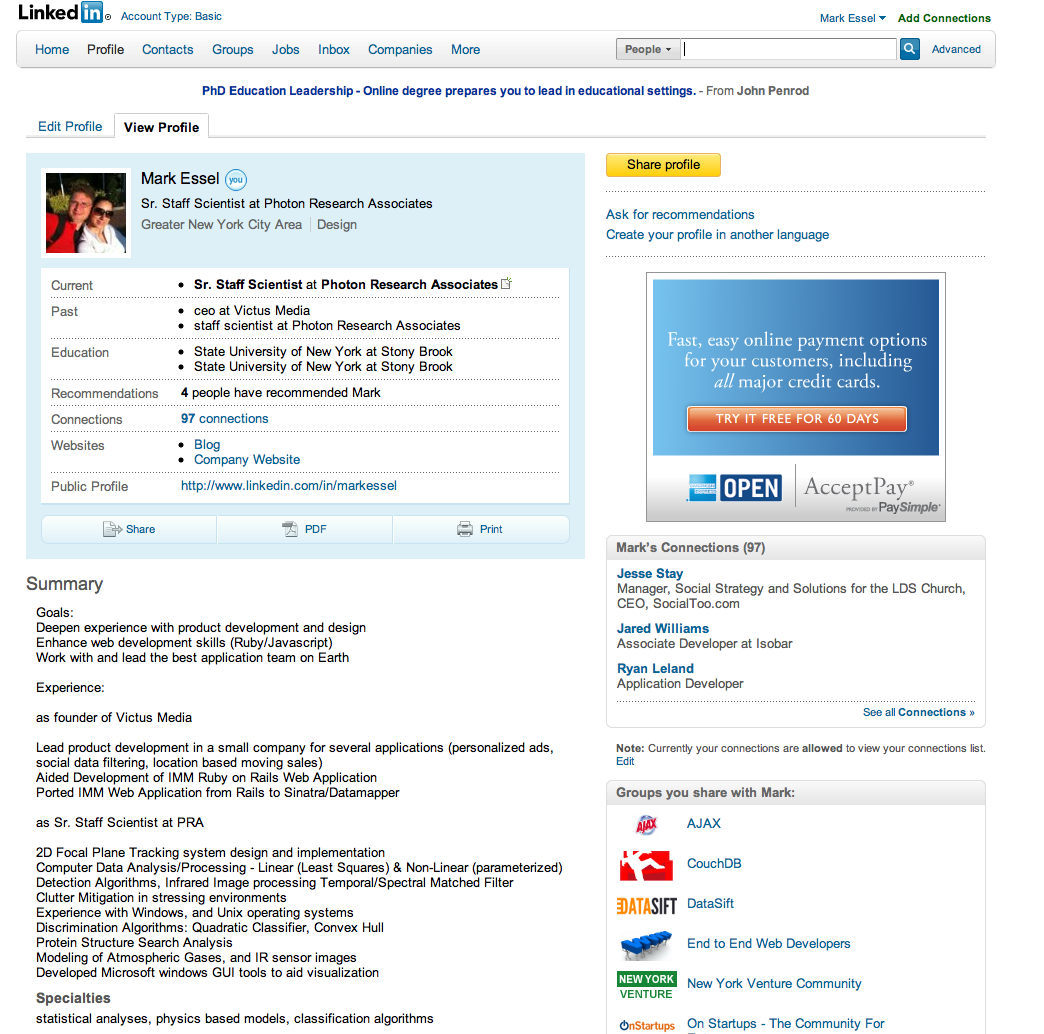 Linked in Account Type: Basic
Mark Essel Add Connections
Home Profile Contacts Groups Jobs Inbox Companies More People Advanced
PhD Education Leadership - Online degree prepares you to lead in educational settings. - From John Penrod
Edit Profile View Profile
Mark Essel you
Sr. Staff Scientist at Photon Research Associates
Greater New York City Area Design
Current
• Sr. Staff Scientist at Photon Research Associates
Past
• ceo at Victus Media
• staff scientist at Photon Research Associates
Education
• State University of New York at Stony Brook
• State University of New York at Stony Brook
Recommendations 4 people have recommended Mark
Connections 97 connections
Websites
• Blog
• Company Website
Public Profile http://www.linkedin.com/in/markessel
Share PDF Print
Summary
Goals:
Deepen experience with product development and design
Enhance web development skills (Ruby/Javascript)
Work with and lead the best application team on Earth
Experience:
as founder of Victus Media
Lead product development in a small company for several applications (personalized ads,
social data filtering, location based moving sales)
Aided Development of IMM Ruby on Rails Web Application
Ported IMM Web Application from Rails to Sinatra/Datamapper
as Sr. Staff Scientist at PRA
2D Focal Plane Tracking system design and implementation
Computer Data Analysis/Processing - Linear (Least Squares) & Non-Linear (parameterized)
Detection Algorithms, Infrared Image processing Temporal/Spectral Matched Filter
Clutter Mitigation in stressing environments
Experience with Windows, and Unix operating systems
Discrimination Algorithms: Quadratic Classifier, Convex Hull
Protein Structure Search Analysis
Modeling of Atmospheric Gases, and IR sensor images
Developed Microsoft windows GUI tools to aid visualization
Specialties
statistical analyses, physics based models, classification algorithms
Share profile
Ask for recommendations
Create your profile in another language
Fast, easy online payment options
for your customers, including
all major credit cards.
TRY IT FREE FOR 60 DAYS
OPEN AcceptPay®
PROVIDED BY PaySimple
Mark's Connections (97)
Jesse Stay
Manager, Social Strategy and Solutions for the LDS Church,
CEO, SocialToo.com
Jared Williams
Associate Developer at Isobar
Ryan Leland
Application Developer
See all Connections »
Note: Currently your connections are allowed to view your connections list.
Edit
Groups you share with Mark:
AJAX AJAX
CouchDB
DATASIFT DataSift
End to End Web Developers
NEW YORK
VENTURE
New York Venture Community
OnStartups On Startups - The Community For